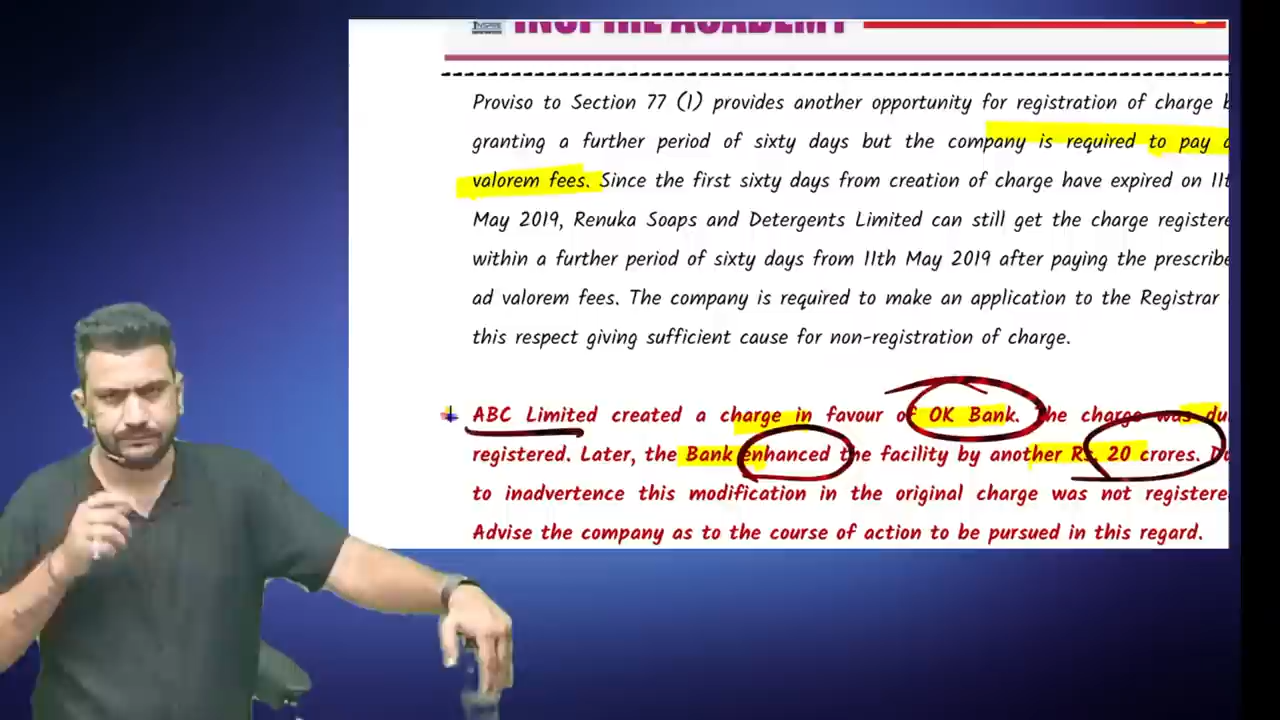 INSPIRE ACADEMY
Proviso to Section 77 (1) provides another opportunity for registration of charge
granting a further period of sixty days but the company is required to pay
valorem fees. Since the first sixty days from creation of charge have expired on
May 2019, Renuka Soaps and Detergents Limited can still get the charge registere
within a further period of sixty days from 11th May 2019 after paying the prescribe
ad valorem fees. The company is required to make an application to the Registrar
this respect giving sufficient cause for non-registration of charge.
ABC Limited created a charge in favour of OK Bank. The charge was du
registered. Later, the Bank enhanced the facility by another Rs. 20 crores.
to inadvertence this modification in the original charge was not registere
Advise the company as to the course of action to be pursued in this regard.